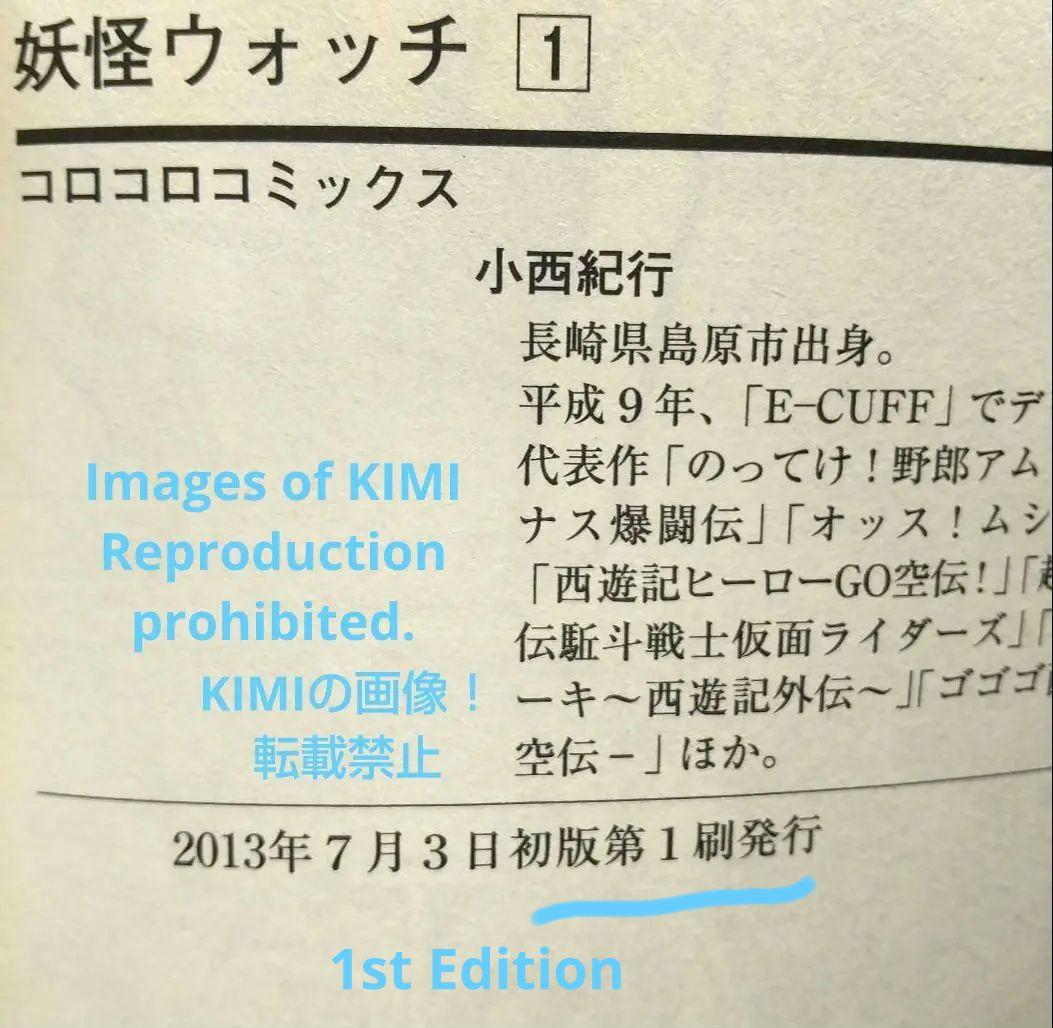 妖怪ウォッチ 1
コロコロコミックス
小西紀行
長崎県島原市出身。
平成9年、「E-CUFF」でデ
代表作「のってけ！野郎アム
ナス爆闘伝」「オッス！ムシ
「西遊記ヒーローGO空伝！」「超
伝駈斗戦士仮面ライダーズ」「
ーキ～西遊記外伝～」「ゴゴゴ
空伝－」ほか。
Images of KIMI
Reproduction
prohibited.
KIMIの画像！
転載禁止
2013年7月3日初版第1刷発行
1st Edition